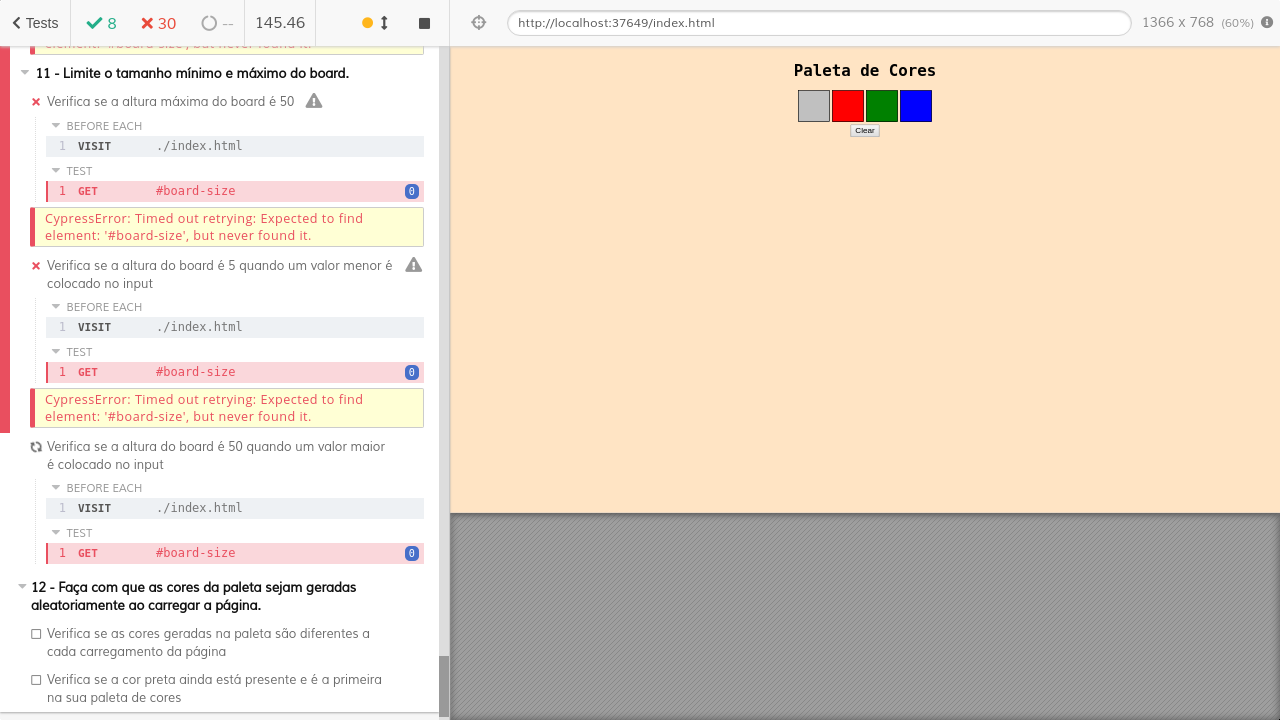 Tests
8
30
--
145.46
http://localhost:37649/index.html
1366 x 768 (60%)
element: '#board-size', but never found it.
11 - Limite o tamanho mínimo e máximo do board.
Verifica se a altura máxima do board é 50
BEFORE EACH
1 VISIT ./index.html
TEST
1 GET #board-size 0
CypressError: Timed out retrying: Expected to find
element: '#board-size', but never found it.
Verifica se a altura do board é 5 quando um valor menor é
colocado no input
BEFORE EACH
1 VISIT ./index.html
TEST
1 GET #board-size 0
CypressError: Timed out retrying: Expected to find
element: '#board-size', but never found it.
Verifica se a altura do board é 50 quando um valor maior
é colocado no input
BEFORE EACH
1 VISIT ./index.html
TEST
1 GET #board-size 0
12 - Faça com que as cores da paleta sejam geradas
aleatoriamente ao carregar a página.
Verifica se as cores geradas na paleta são diferentes a
cada carregamento da página
Verifica se a cor preta ainda está presente e é a primeira
na sua paleta de cores
Paleta de Cores
Clear